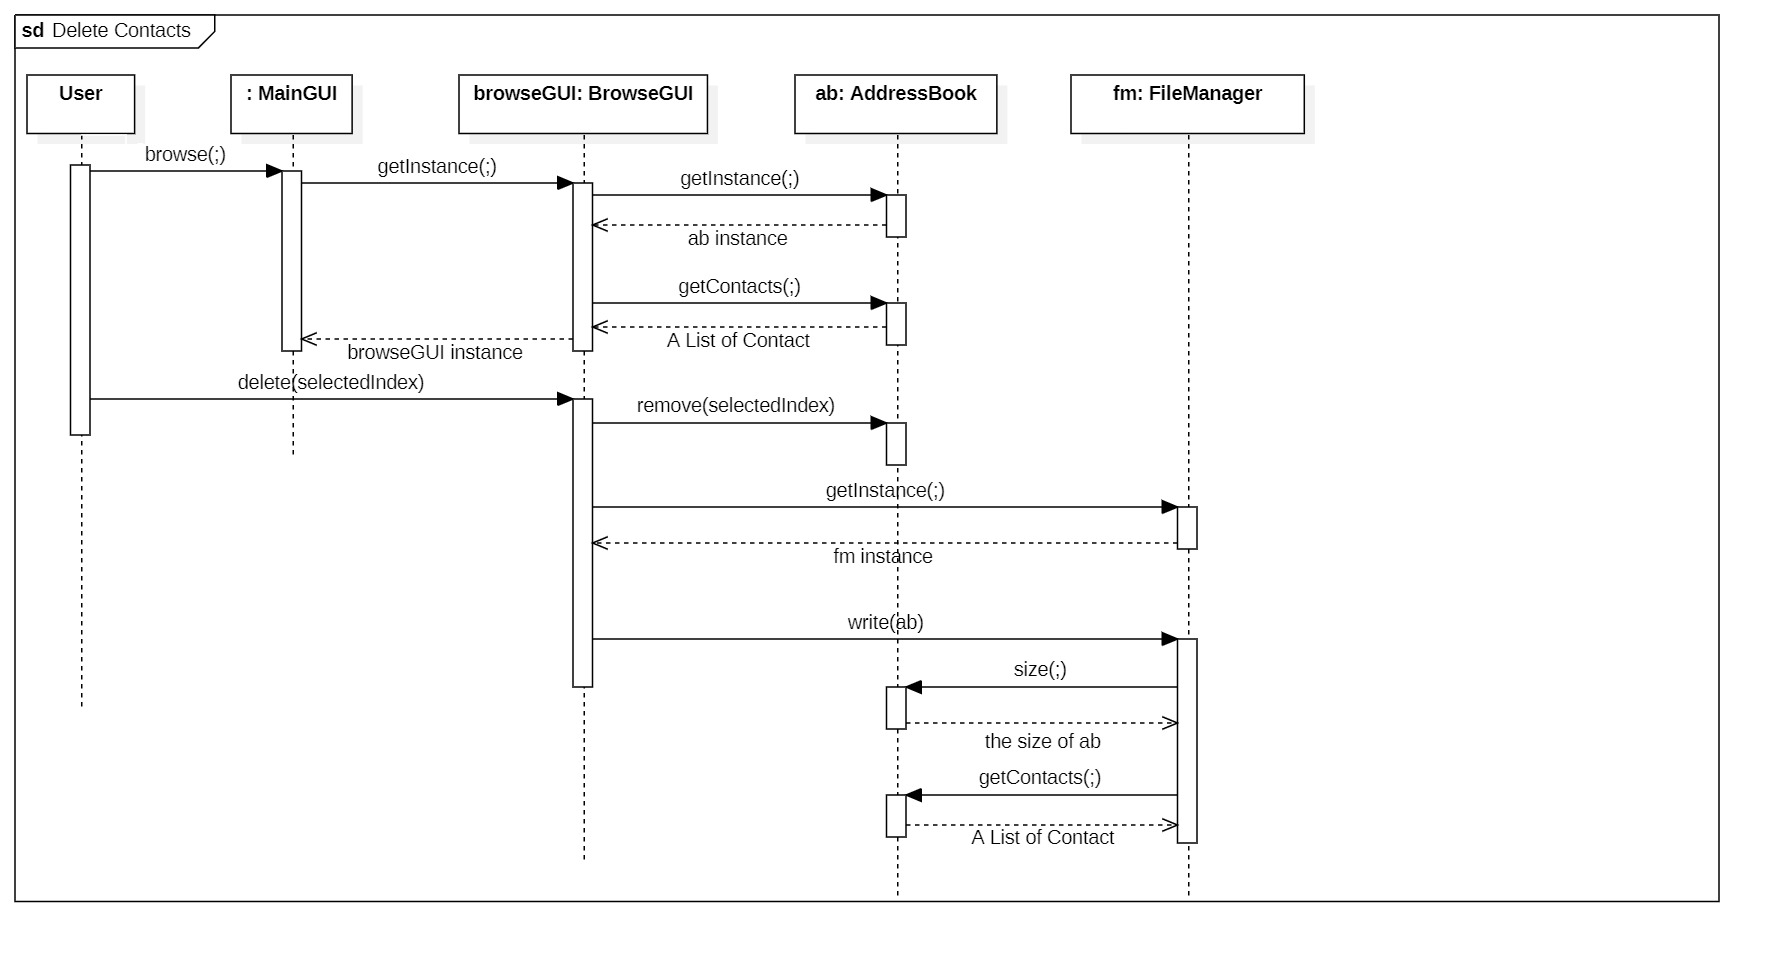 sd Delete Contacts
User
: MainGUI
browseGUI: BrowseGUI
ab: AddressBook
fm: FileManager
browse(;)
getInstance(;)
getInstance(;)
ab instance
getContacts(;)
A List of Contact
browseGUI instance
delete(selectedIndex)
remove(selectedIndex)
getInstance(;)
fm instance
write(ab)
size(;)
the size of ab
getContacts(;)
A List of Contact